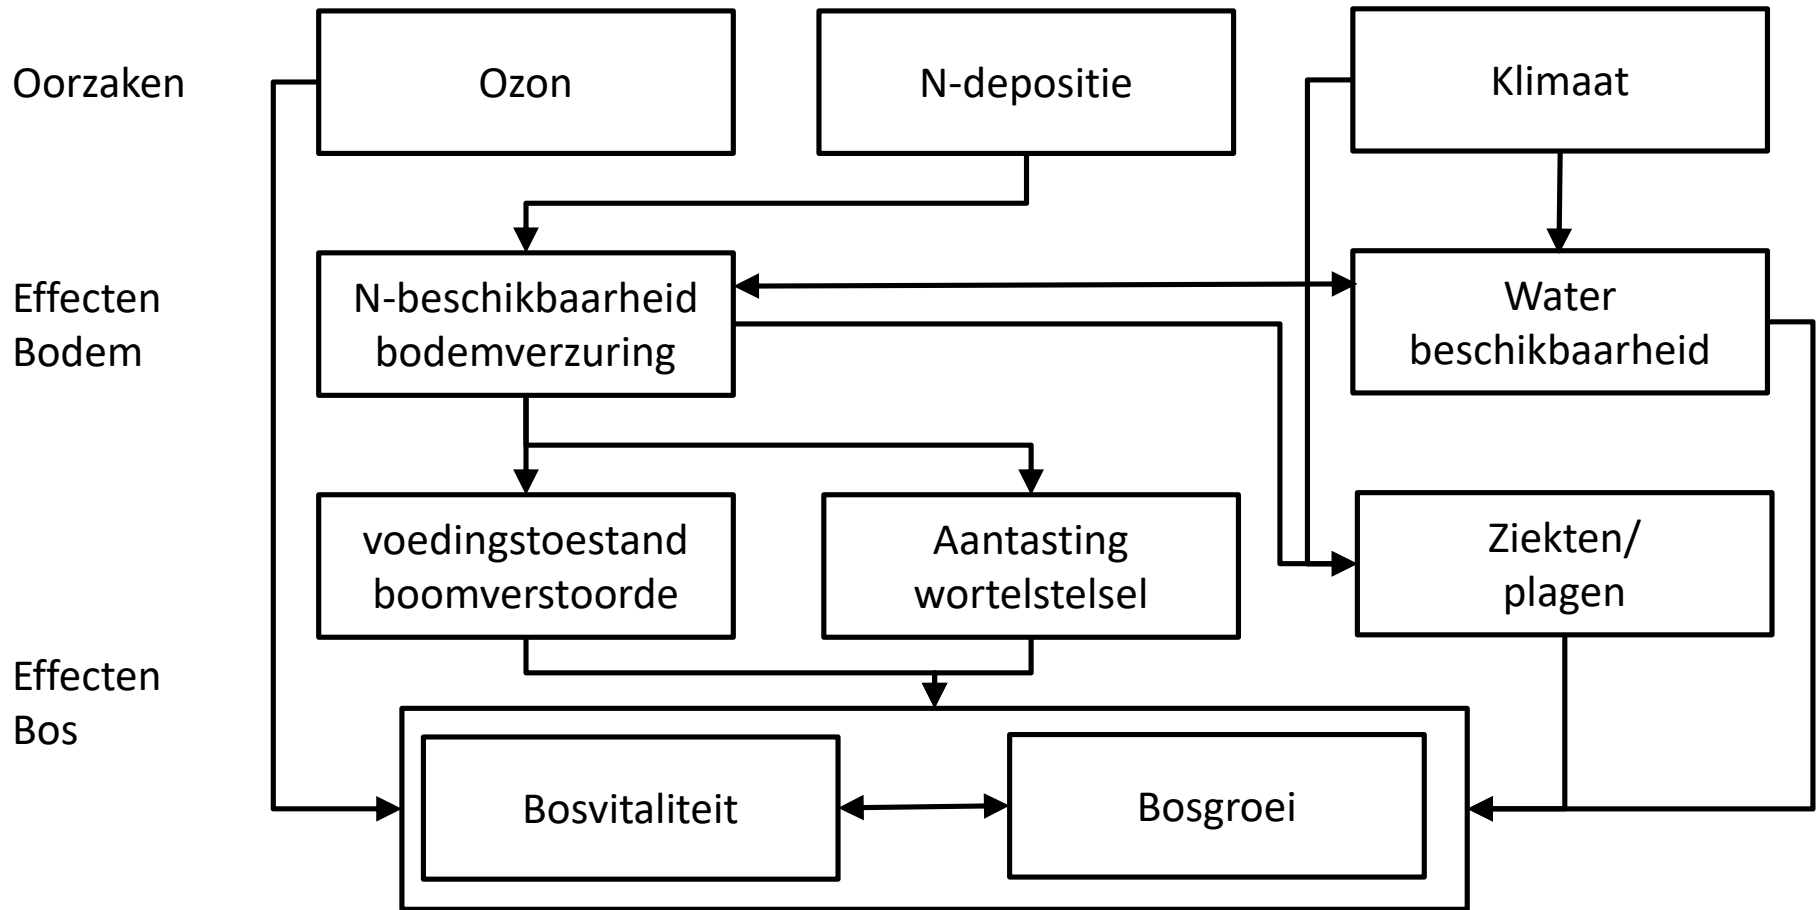 Oorzaken
Ozon
N-depositie
Klimaat
Effecten
Bodem
N-beschikbaarheid
bodemverzuring
Water
beschikbaarheid
voedingstoestand
boomverstoorde
Aantasting
wortelstelsel
Ziekten/
plagen
Effecten
Bos
Bosvitaliteit
Bosgroei